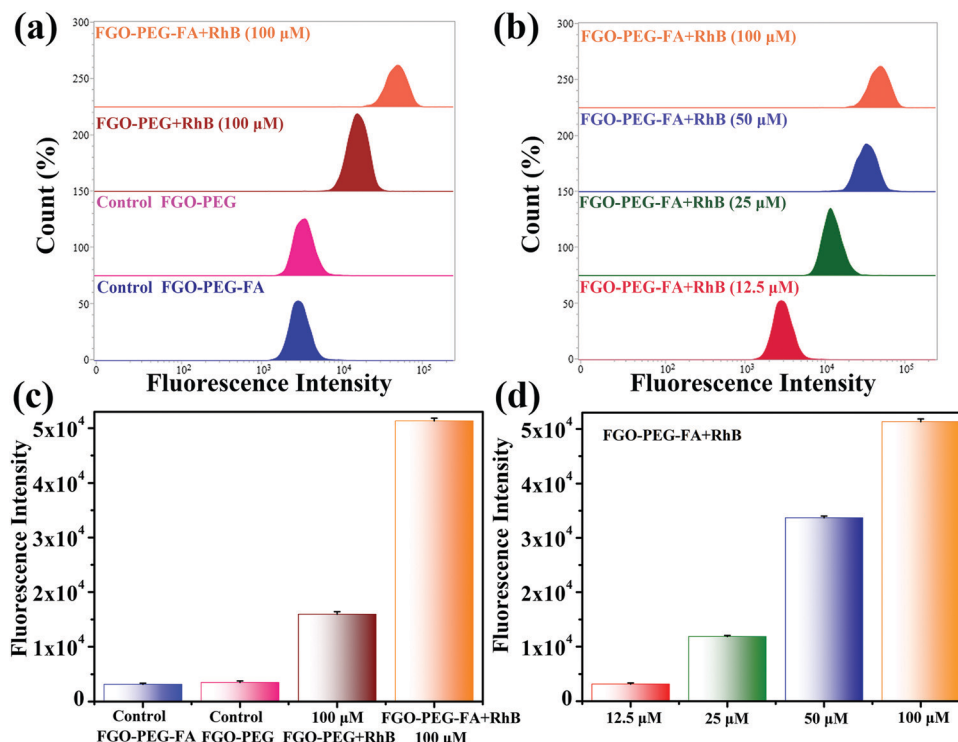 (a)
300
FGO-PEG-FA+RhB (100 μM)
250
FGO-PEG+RhB (100 μM)
200
150
Control FGO-PEG
100
Control FGO-PEG-FA
50
0
Count (%)
0 10² 10³ 10⁴ 10⁵
Fluorescence Intensity
(b)
300
FGO-PEG-FA+RhB (100 μM)
250
FGO-PEG-FA+RhB (50 μM)
200
150
FGO-PEG-FA+RhB (25 μM)
100
FGO-PEG-FA+RhB (12.5 μM)
50
0
Count (%)
0 10² 10³ 10⁴ 10⁵
Fluorescence Intensity
(c)
5x10⁴
4x10⁴
3x10⁴
2x10⁴
1x10⁴
0
Fluorescence Intensity
Control Control 100 μM FGO-PEG-FA+RhB
FGO-PEG-FA FGO-PEG FGO-PEG+RhB 100 μM
(d)
FGO-PEG-FA+RhB
5x10⁴
4x10⁴
3x10⁴
2x10⁴
1x10⁴
0
Fluorescence Intensity
12.5 μM 25 μM 50 μM 100 μM